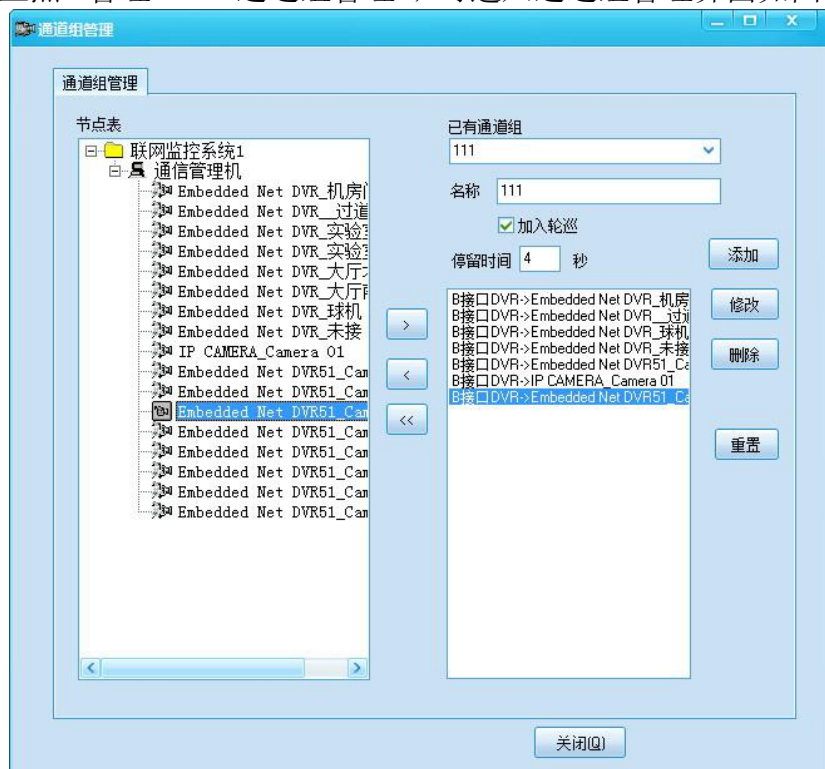 通道组管理
通道组管理
节点表
联网监控系统1
通信管理机
Embedded Net DVR_机房
Embedded Net DVR__过道
Embedded Net DVR_实验
Embedded Net DVR_实验
Embedded Net DVR_大厅
Embedded Net DVR_大厅
Embedded Net DVR_球机
Embedded Net DVR_未接
IP CAMERA_Camera 01
Embedded Net DVR51_Cam
Embedded Net DVR51_Cam
Embedded Net DVR51_Cam
Embedded Net DVR51_Cam
Embedded Net DVR51_Cam
Embedded Net DVR51_Cam
Embedded Net DVR51_Cam
Embedded Net DVR51_Cam
>
<
<<
已有通道组
111
名称 111
加入轮巡
停留时间 4 秒
B接口DVR->Embedded Net DVR_机房
B接口DVR->Embedded Net DVR__过道
B接口DVR->Embedded Net DVR_球机
B接口DVR->Embedded Net DVR_未接
B接口DVR->Embedded Net DVR51_Ca
B接口DVR->IP CAMERA_Camera 01
B接口DVR->Embedded Net DVR51_Ca
添加
修改
删除
重置
关闭(Q)